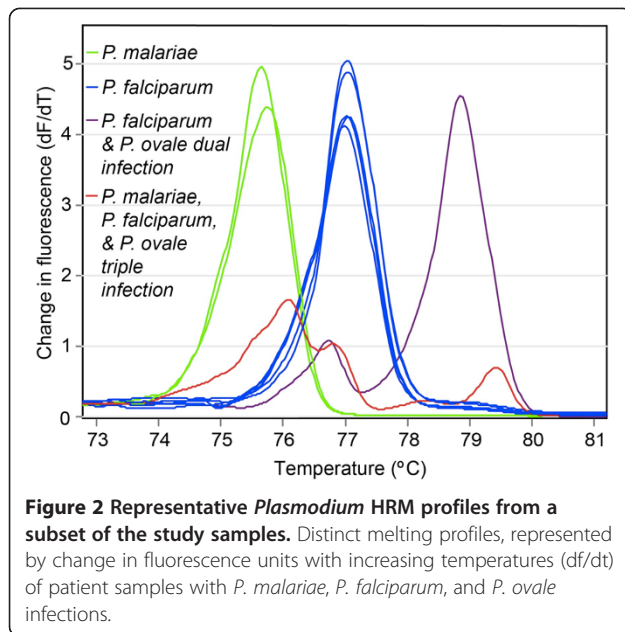 P. malariae
P. falciparum
P. falciparum
& P. ovale dual
infection
P. malariae,
P. falciparum,
& P. ovale
triple
infection
Change in fluorescence (dF/dT)
5
4
3
2
1
0
73 74 75 76 77 78 79 80 81
Temperature (ºC)
Figure 2 Representative Plasmodium HRM profiles from a
subset of the study samples. Distinct melting profiles, represented
by change in fluorescence units with increasing temperatures (df/dt)
of patient samples with P. malariae, P. falciparum, and P. ovale
infections.